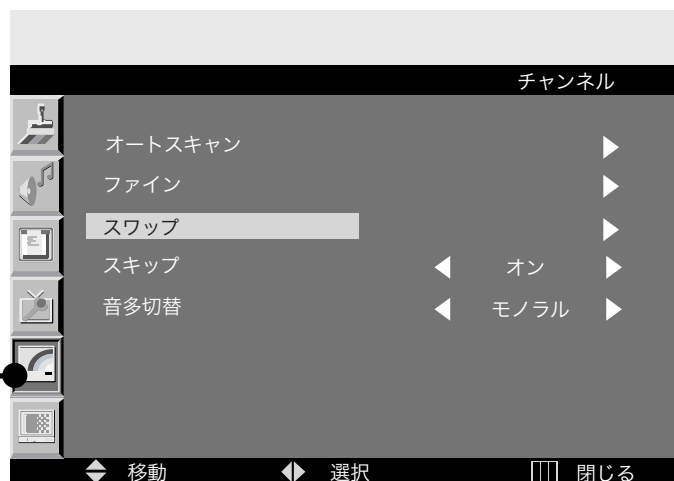 チャンネル
オートスキャン
ファイン
スワップ
スキップ オン
音多切替 モノラル
移動 選択 閉じる